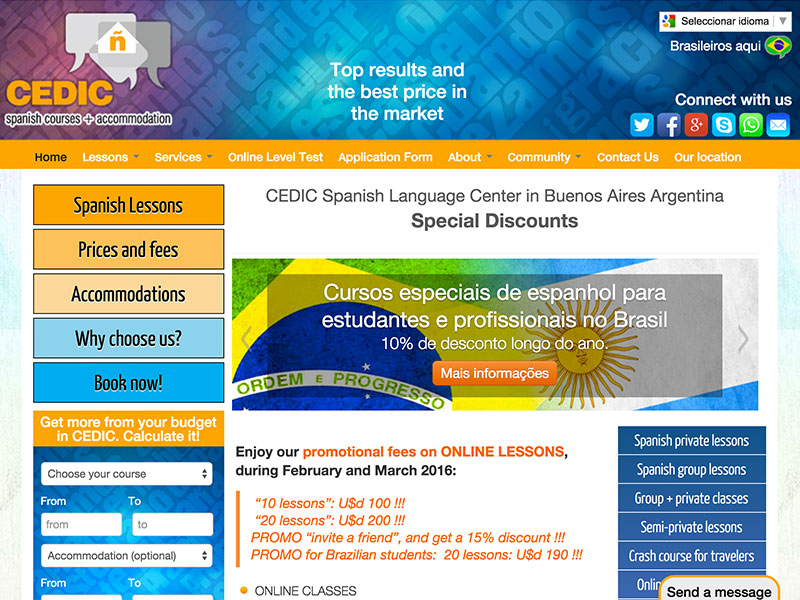 ñ
CEDIC
spanish courses + accommodation
Top results and
the best price in
the market
Seleccionar idioma
Brasileiros aqui
Connect with us
Home Lessons Services Online Level Test Application Form About Community Contact Us Our location
Spanish Lessons
Prices and fees
Accommodations
Why choose us?
Book now!
Get more from your budget
in CEDIC. Calculate it!
Choose your course
From To
from to
Accommodation (optional)
From To
CEDIC Spanish Language Center in Buenos Aires Argentina
Special Discounts
Cursos especiais de espanhol para
estudantes e profissionais no Brasil
10% de desconto longo do ano.
Mais informações
ORDEM E PROGRESSO
Enjoy our promotional fees on ONLINE LESSONS,
during February and March 2016:
“10 lessons”: U$d 100 !!!
“20 lessons”: U$d 200 !!!
PROMO “invite a friend”, and get a 15% discount !!!
PROMO for Brazilian students: 20 lessons: U$d 190 !!!
ONLINE CLASSES
Spanish private lessons
Spanish group lessons
Group + private classes
Semi-private lessons
Crash course for travelers
Send a message